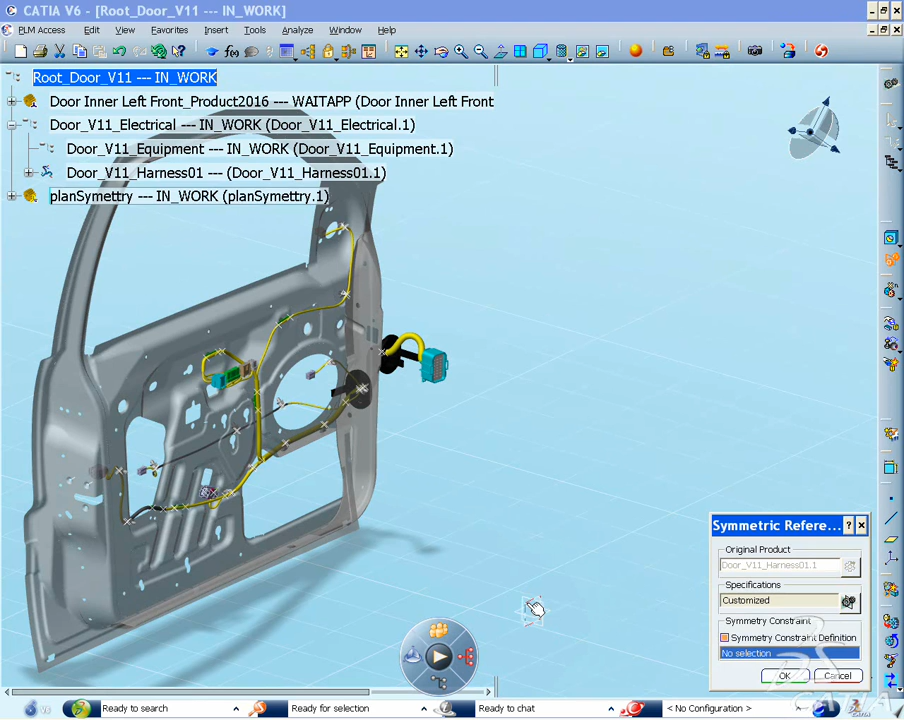 CATIA V6 - [Root_Door_V11 --- IN_WORK]
PLM Access Edit View Favorites Insert Tools Analyze Window Help
Root_Door_V11 --- IN_WORK
Door Inner Left Front_Product2016 --- WAITAPP (Door Inner Left Front
Door_V11_Electrical --- IN_WORK (Door_V11_Electrical.1)
Door_V11_Equipment --- IN_WORK (Door_V11_Equipment.1)
Door_V11_Harness01 --- (Door_V11_Harness01.1)
planSymettry --- IN_WORK (planSymettry.1)
Symmetric Refere...
Original Product
Door_V11_Harness01.1
Specifications
Customized
Symmetry Constraint
Symmetry Constraint Definition
No selection
OK Cancel
CATIA
V6 Ready to search Ready for selection Ready to chat < No Configuration >